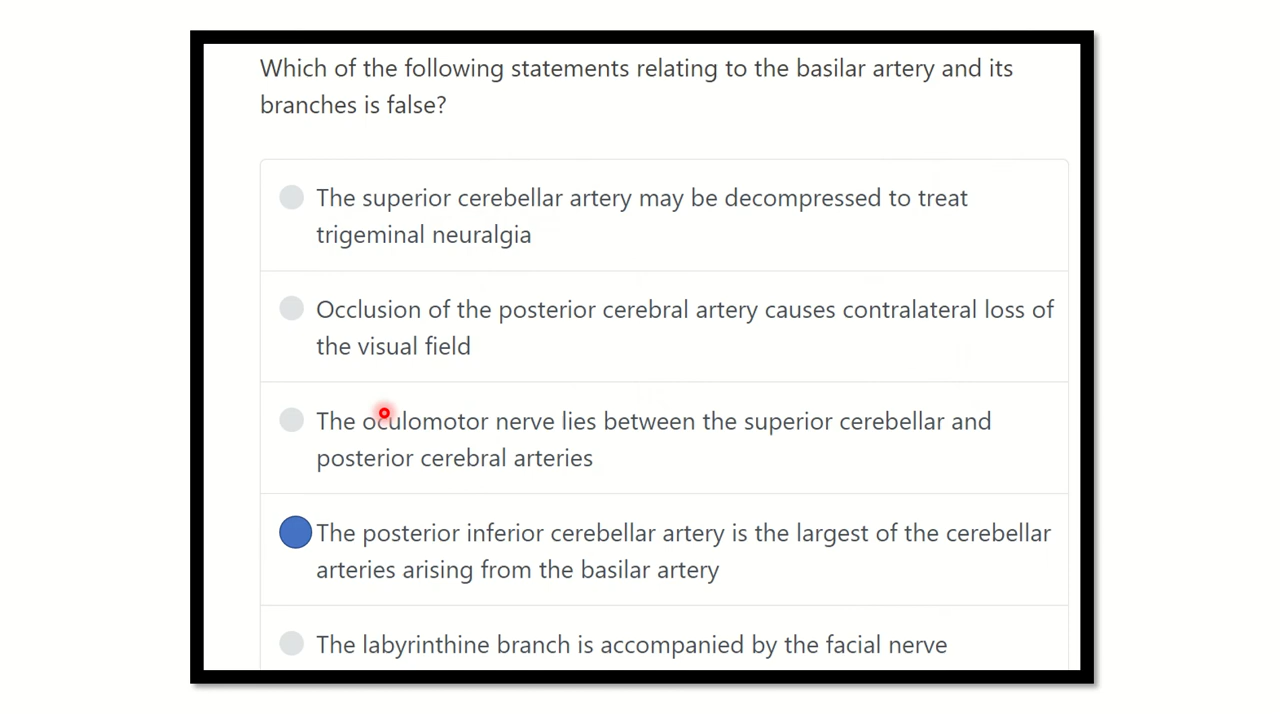 Which of the following statements relating to the basilar artery and its
branches is false?
The superior cerebellar artery may be decompressed to treat
trigeminal neuralgia
Occlusion of the posterior cerebral artery causes contralateral loss of
the visual field
The oculomotor nerve lies between the superior cerebellar and
posterior cerebral arteries
The posterior inferior cerebellar artery is the largest of the cerebellar
arteries arising from the basilar artery
The labyrinthine branch is accompanied by the facial nerve